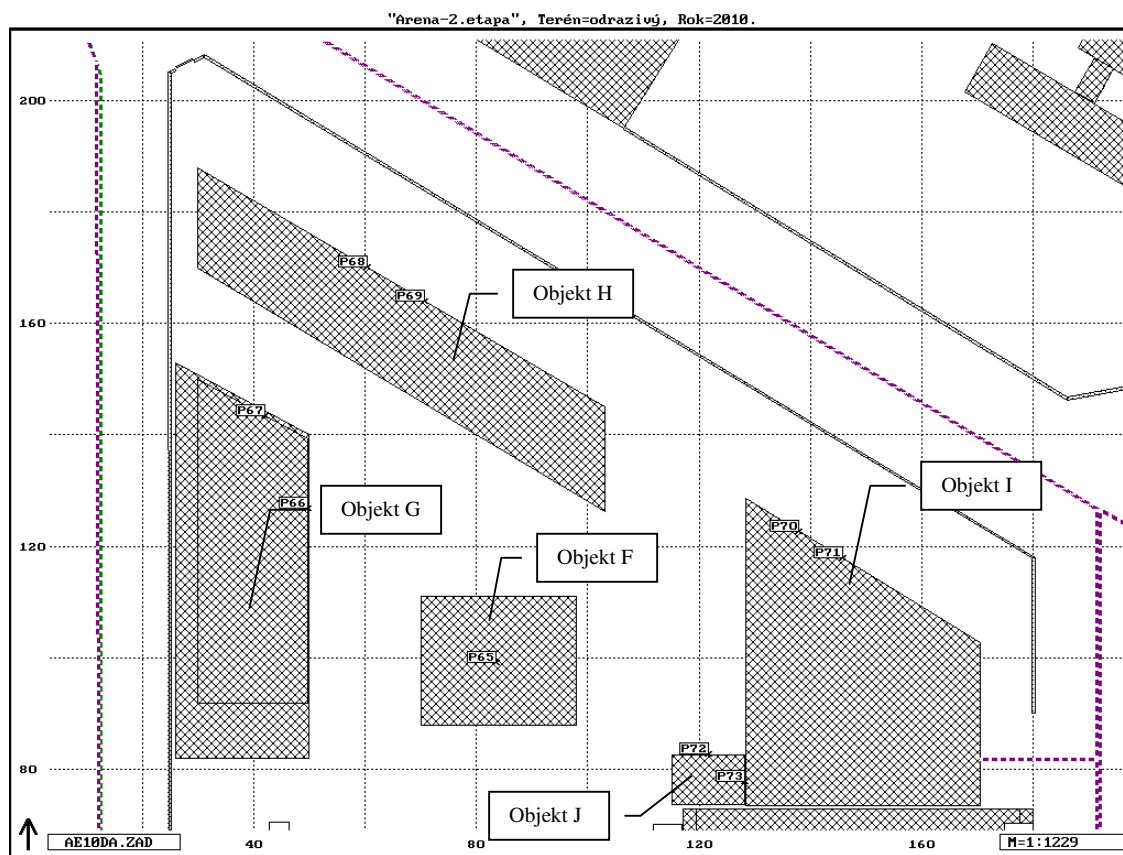 "Arena-2.etapa", Terén=odrazivý, Rok=2010.
200
P68
P69
Objekt H
160
P67
P66
Objekt G
Objekt I
P70
120
P71
Objekt F
P65
P72
80
P73
Objekt J
AE10DA.ZAD
40
80
120
160
M=1:1229